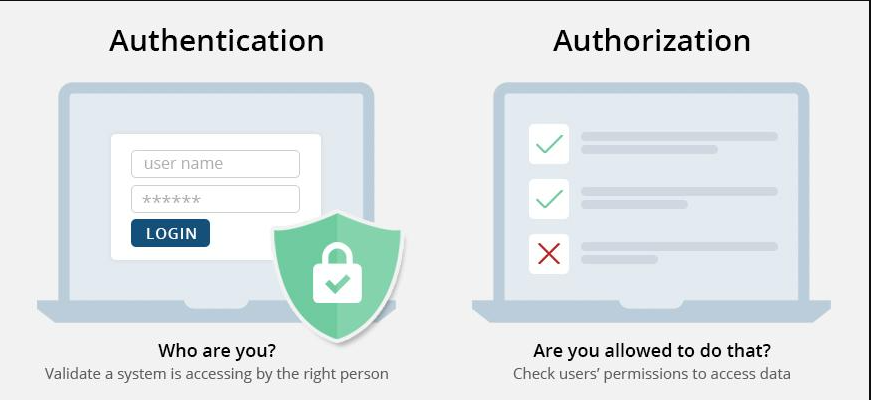 Authentication
user name
******
LOGIN
Who are you?
Validate a system is accessing by the right person
Authorization
Are you allowed to do that?
Check users’ permissions to access data